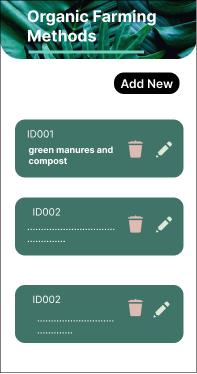 Organic Farming
Methods
Add New
ID001
green manures and
compost
ID002
.................................
..............
ID002
............................
.............